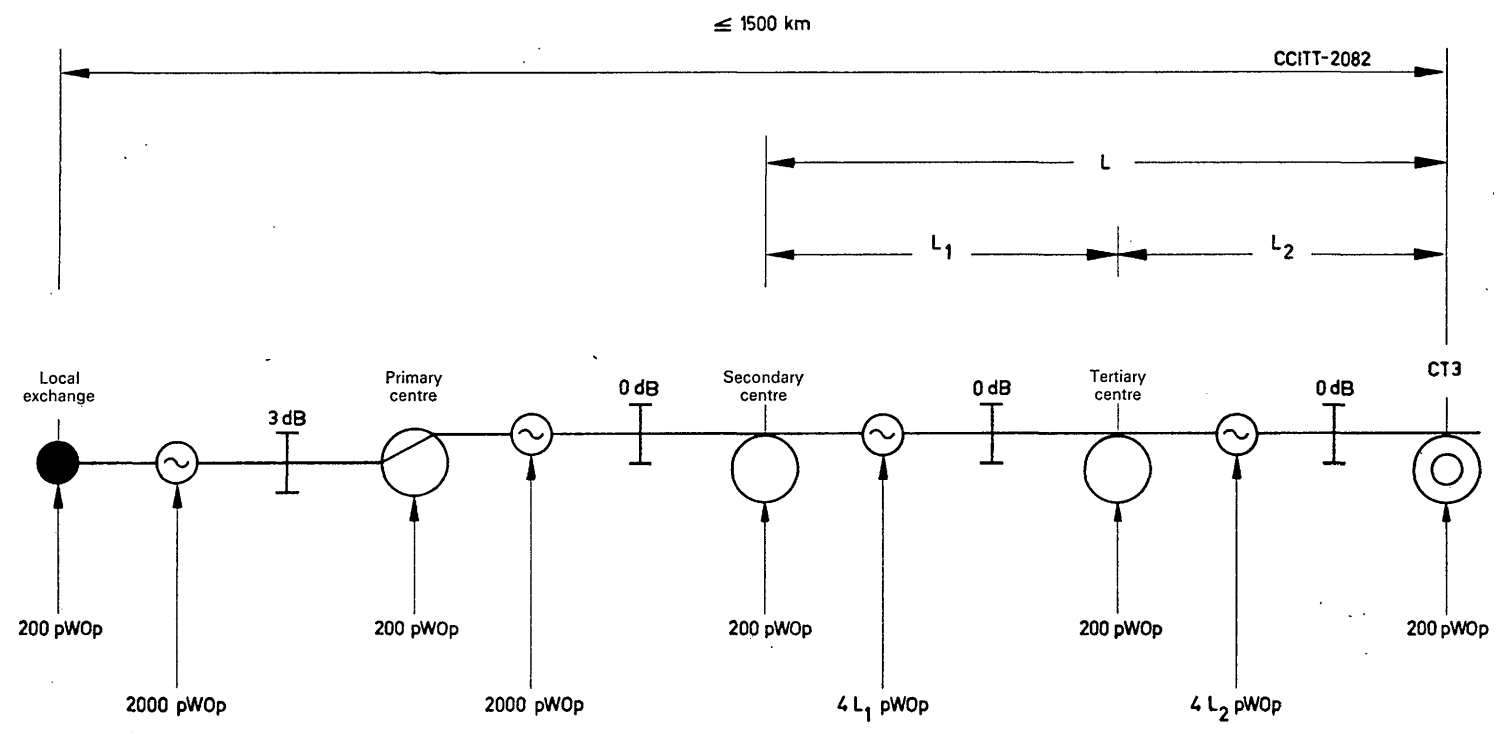 ≦ 1500 km
CCITT-2082
L
L1
L2
Local
exchange
3 dB
Primary
centre
0 dB
Secondary
centre
0 dB
Tertiary
centre
0 dB
CT3
200 pWOp
200 pWOp
200 pWOp
200 pWOp
200 pWOp
2000 pWOp
2000 pWOp
4 L1 pWOp
4 L2 pWOp